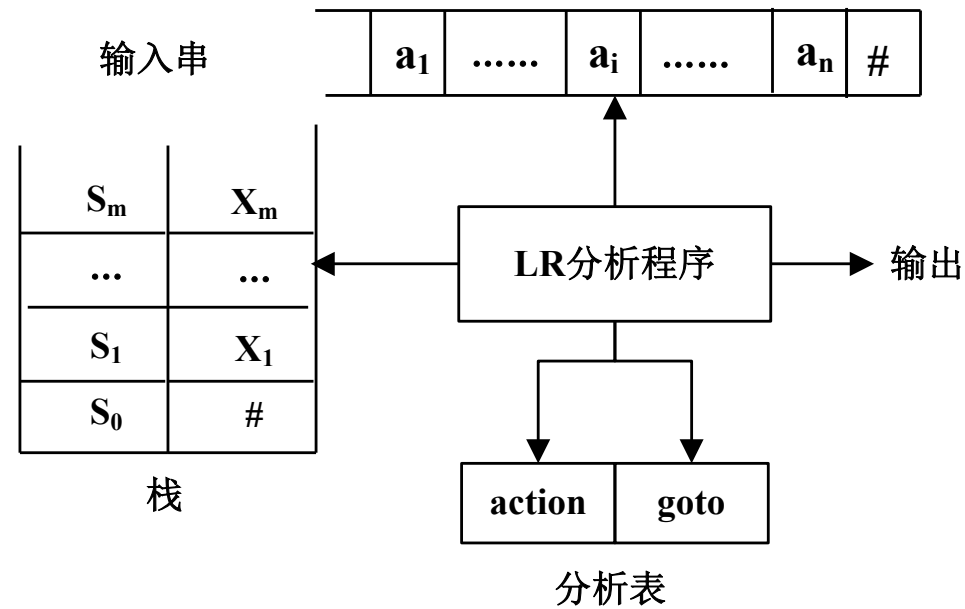 输入串 a1 ...... ai ...... an #
Sm Xm
... ...
S1 X1
S0 #
栈
LR分析程序
输出
action goto
分析表